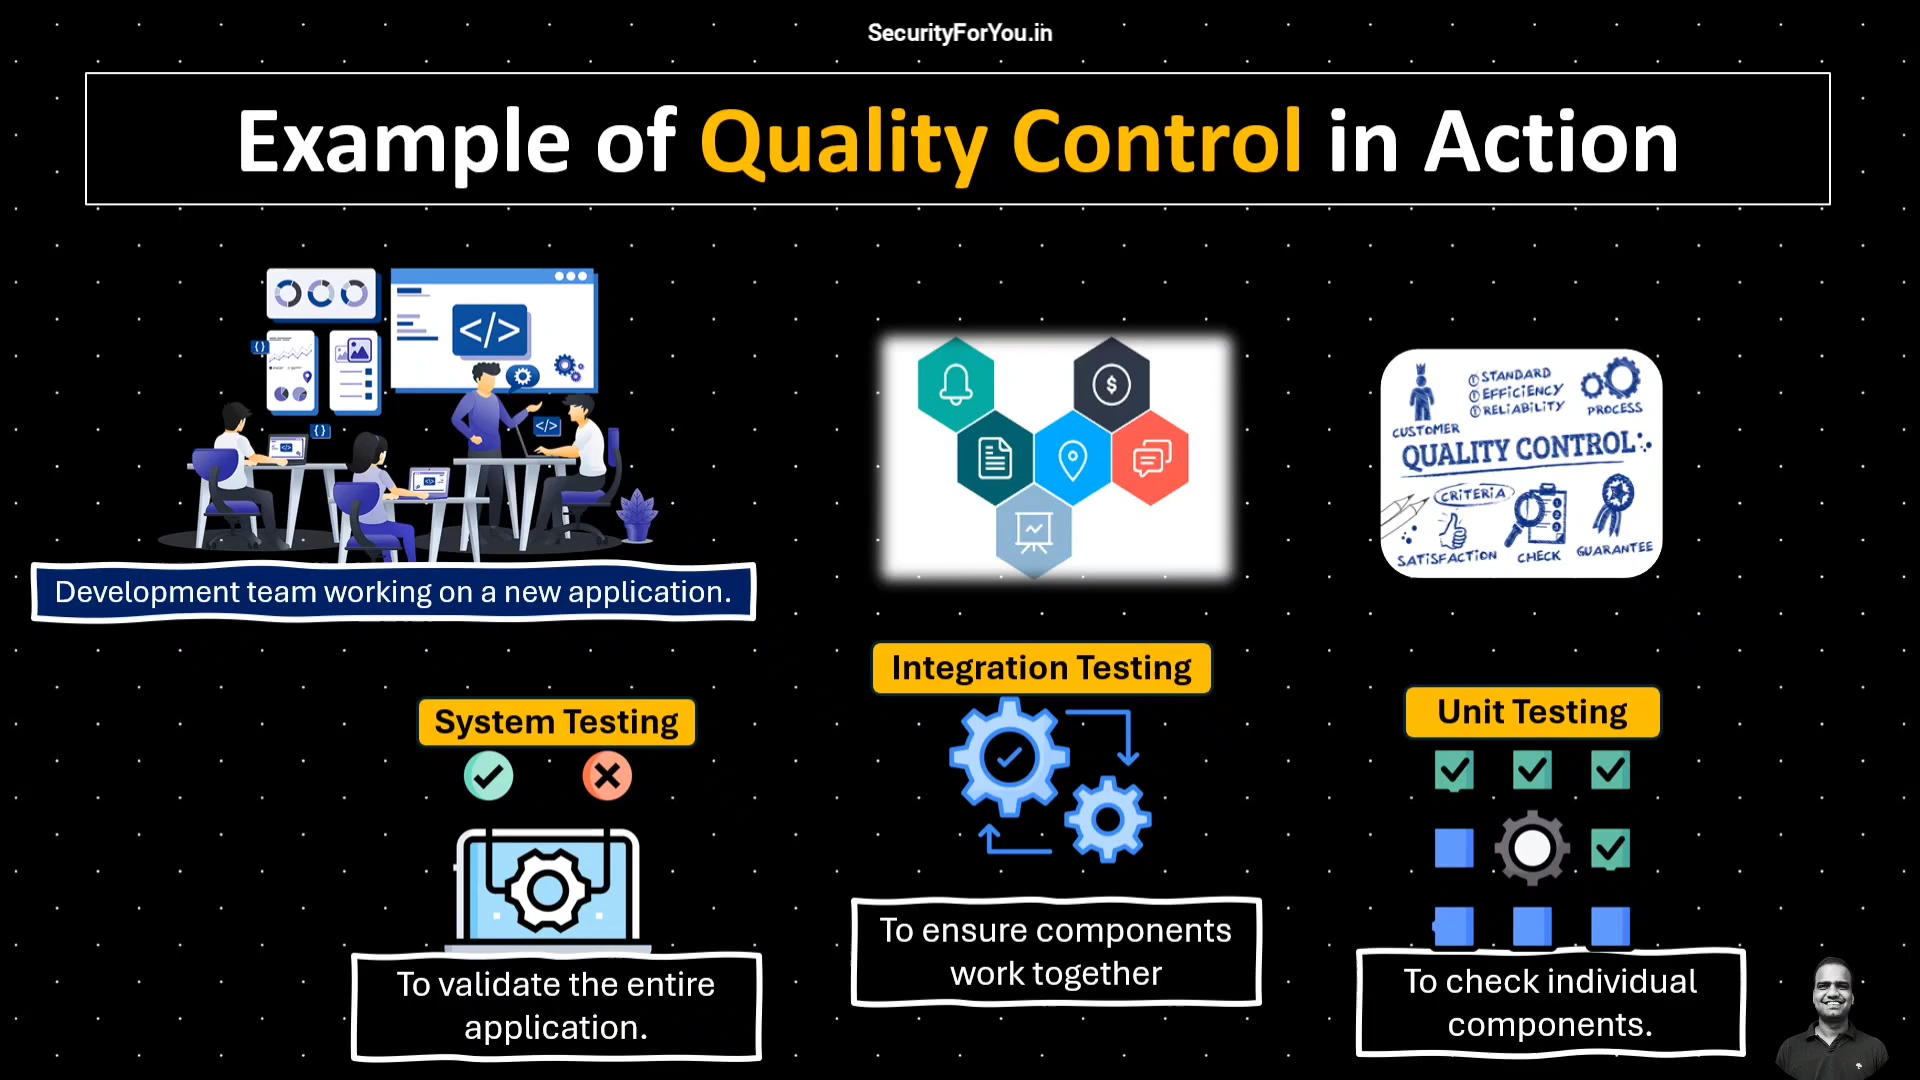 SecurityForYou.in
Example of Quality Control in Action
</>
{}
{}
</>
Development team working on a new application.
$
CUSTOMER
STANDARD
EFFICIENCY
RELIABILITY
PROCESS
QUALITY CONTROL
CRITERIA
SATISFACTION
CHECK
GUARANTEE
System Testing
To validate the entire
application.
Integration Testing
To ensure components
work together
Unit Testing
To check individual
components.